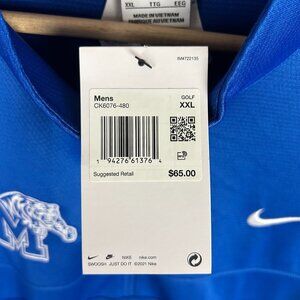 XXL TTG EEG
MADE IN VIETNAM
FABRIQUÉ AU VIETNAM
IM4722135
Mens
CK6076-480
GOLF
XXL
1 94276 61376 4
Suggested Retail
$65.00
NIKE Nike.com
SWOOSH JUST DO IT ©2021 Nike
M